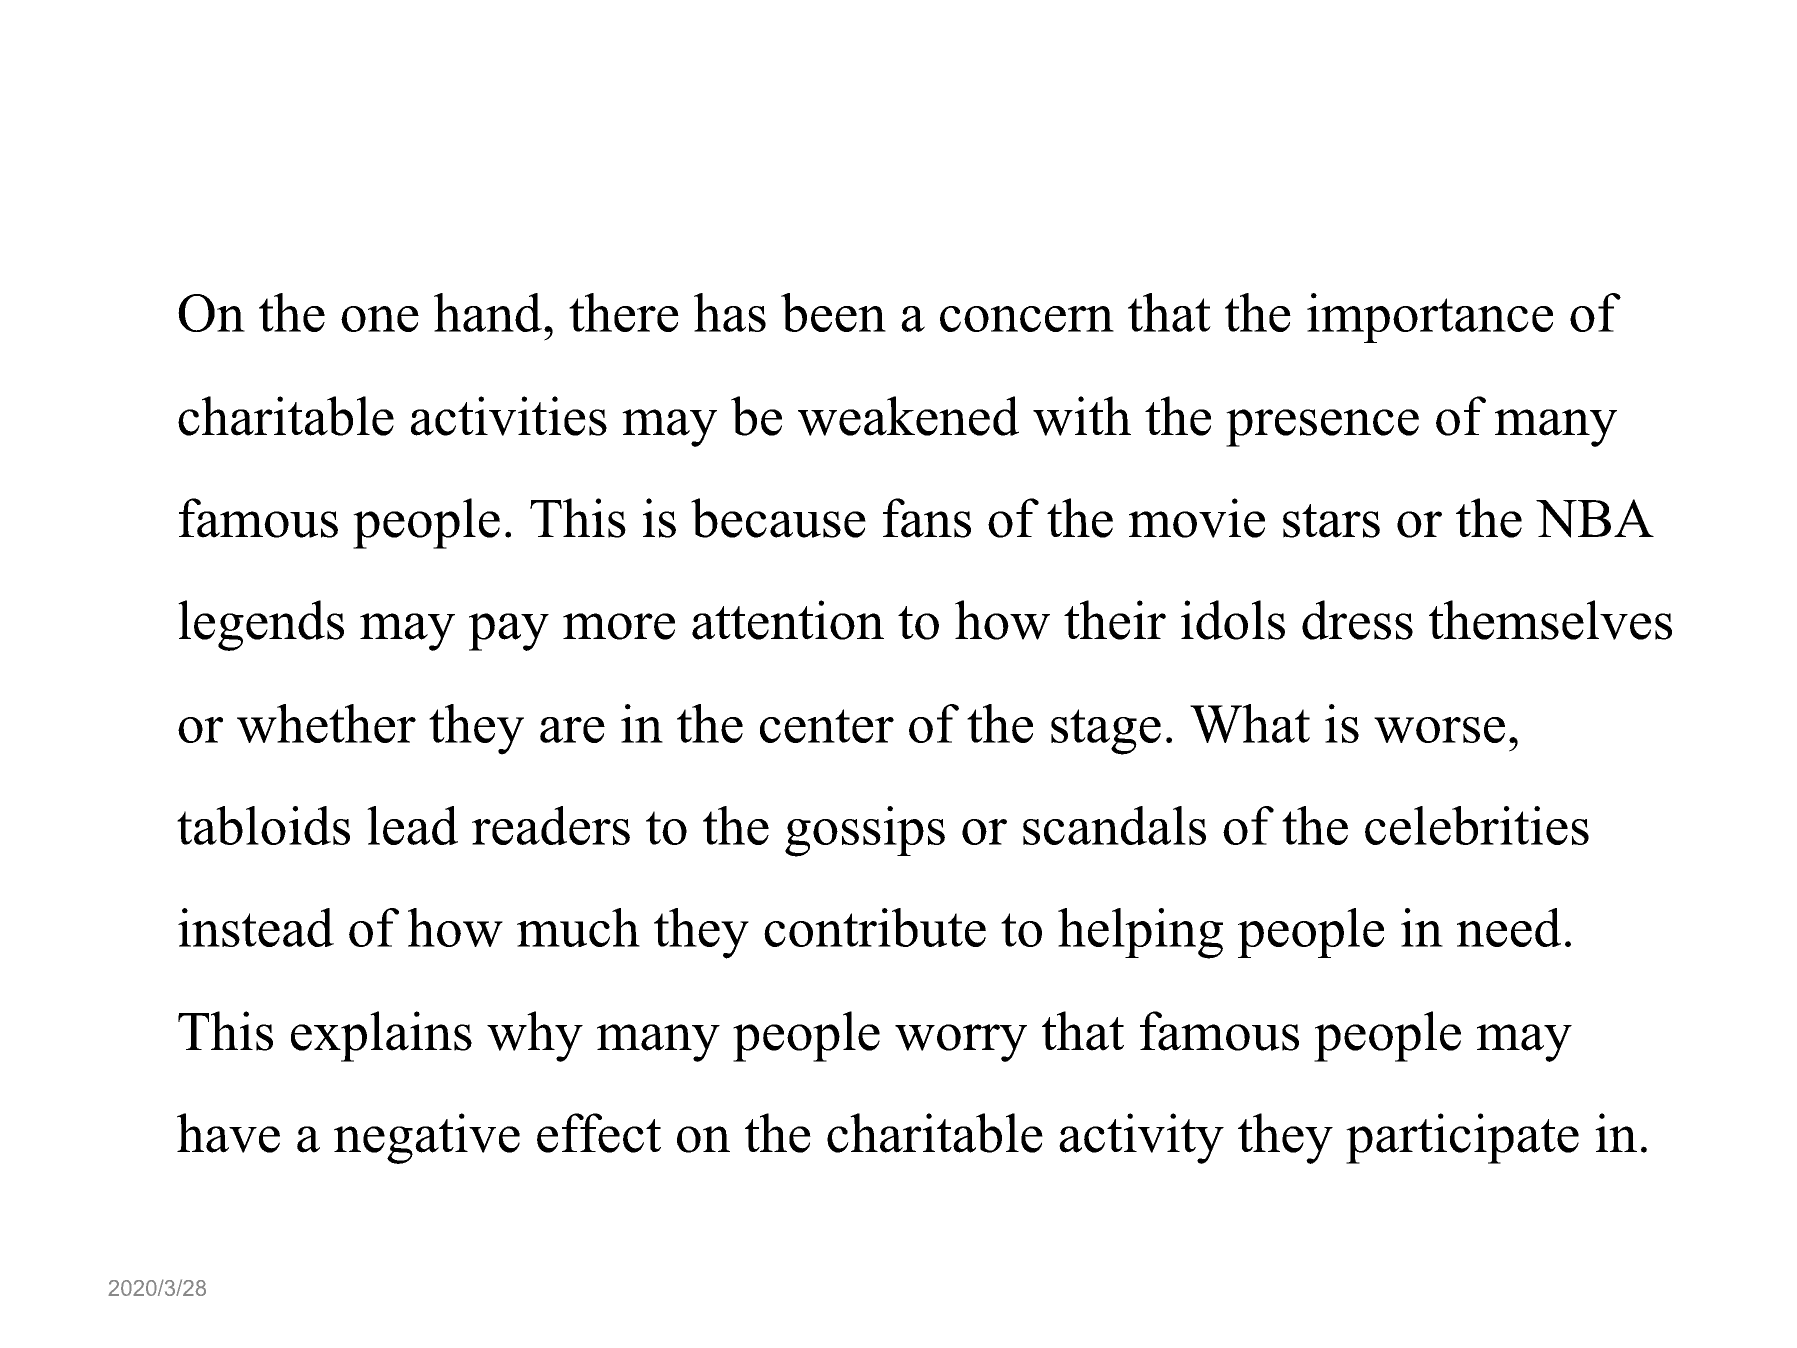 On the one hand, there has been a concern that the importance of
charitable activities may be weakened with the presence of many
famous people. This is because fans of the movie stars or the NBA
legends may pay more attention to how their idols dress themselves
or whether they are in the center of the stage. What is worse,
tabloids lead readers to the gossips or scandals of the celebrities
instead of how much they contribute to helping people in need.
This explains why many people worry that famous people may
have a negative effect on the charitable activity they participate in.
2020/3/28